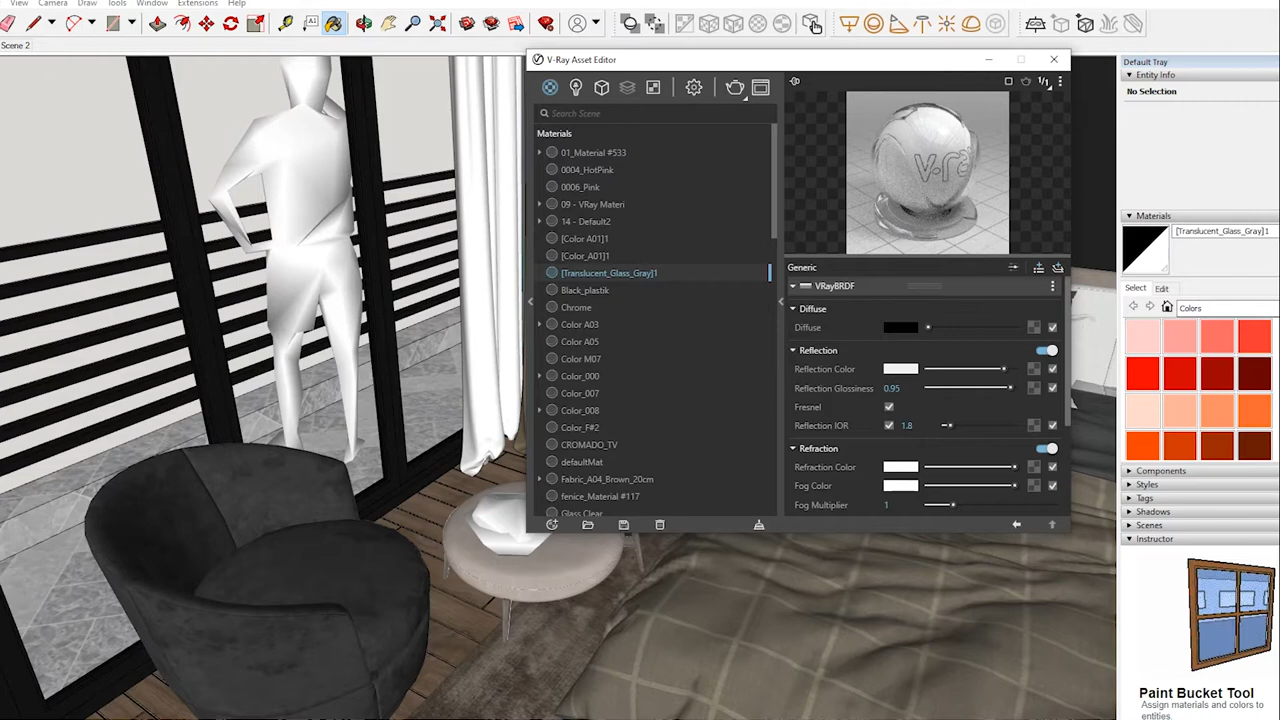 View
Camera
Draw
Tools
Window
Extensions
Help
Scene 2
V-Ray Asset Editor
Search Scene
Materials
01_Material #533
0004_HotPink
0006_Pink
09 - VRay Materi
14 - Default2
[Color A01]1
[Color_A01]1
[Translucent_Glass_Gray]1
Black_plastik
Chrome
Color A03
Color A05
Color M07
Color_000
Color_007
Color_008
Color_F#2
CROMADO_TV
defaultMat
Fabric_A04_Brown_20cm
fenice_Material #117
Glass Clear
1/1
Generic
VRayBRDF
Diffuse
Diffuse
Reflection
Reflection Color
Reflection Glossiness 0.95
Fresnel
Reflection IOR 1.8
Refraction
Refraction Color
Fog Color
Fog Multiplier 1
Default Tray
Entity Info
No Selection
Materials
[Translucent_Glass_Gray]1
Select Edit
Colors
Components
Styles
Tags
Shadows
Scenes
Instructor
Paint Bucket Tool
Assign materials and colors to
entities.